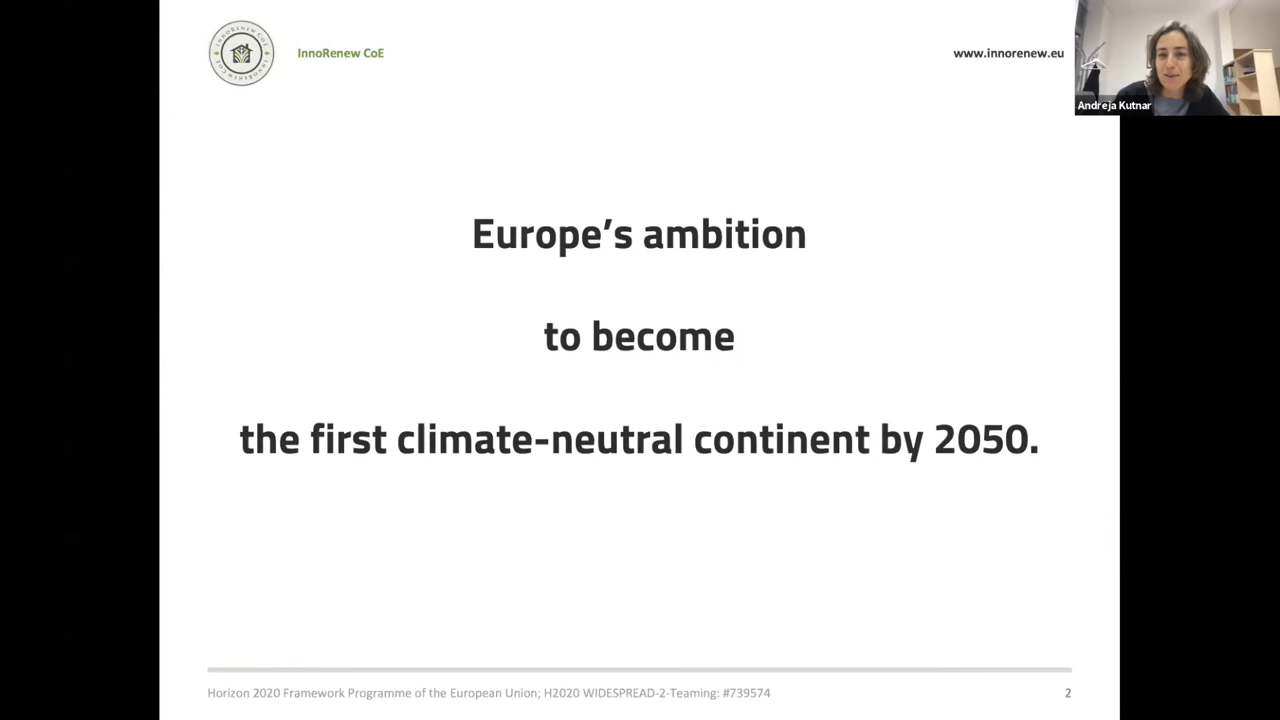 InnoRenew CoE
www.innorenew.eu
Andreja Kutnar
Europe’s ambition
to become
the first climate-neutral continent by 2050.
Horizon 2020 Framework Programme of the European Union; H2020 WIDESPREAD-2-Teaming: #739574
2